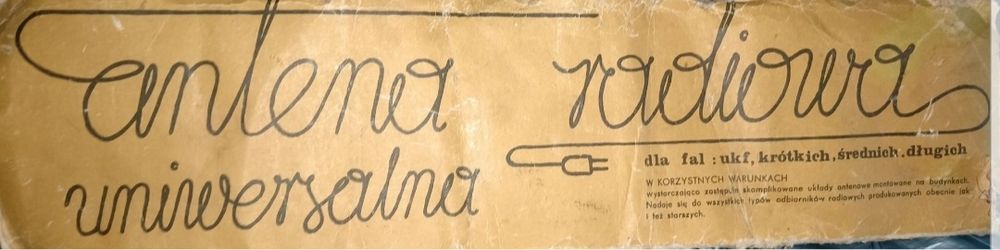 antena radiowa
uniwersalna
dla fal : ukf, krótkich, średnich, długich
W KORZYSTNYCH WARUNKACH
wystarczająco zastępuje skomplikowane układy antenowe montowane na budynkach.
Nadaje się do wszystkich typów odbiorników radiowych produkowanych obecnie jak
i też starszych.